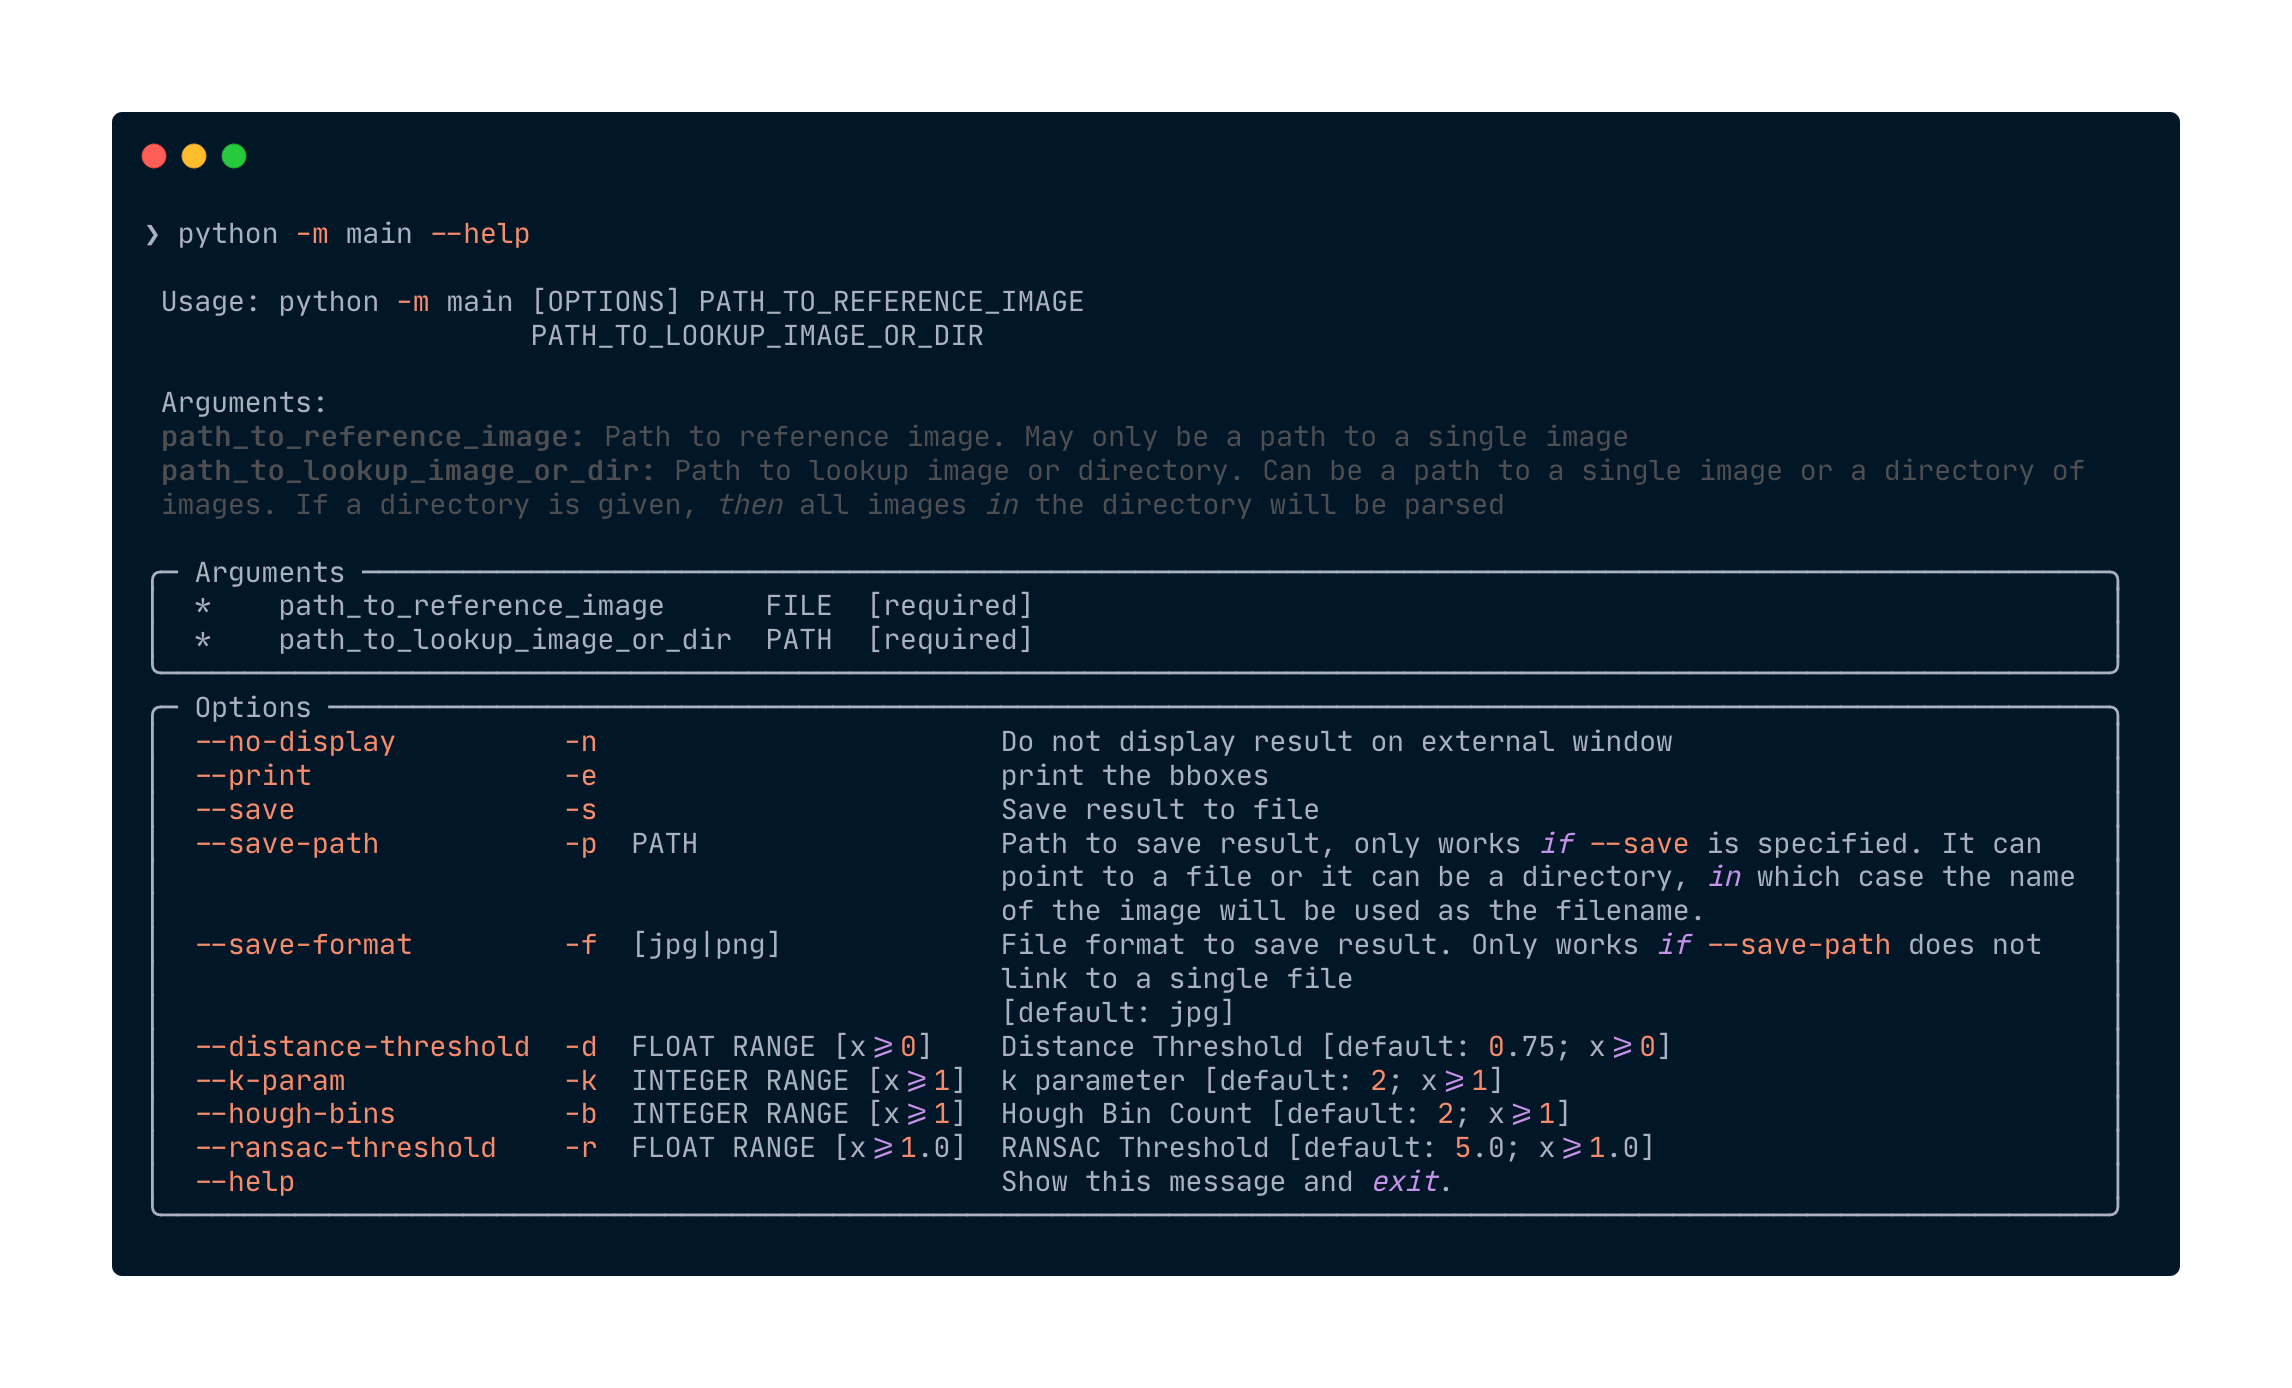 ❯ python -m main --help
Usage: python -m main [OPTIONS] PATH_TO_REFERENCE_IMAGE
PATH_TO_LOOKUP_IMAGE_OR_DIR
Arguments:
path_to_reference_image: Path to reference image. May only be a path to a single image
path_to_lookup_image_or_dir: Path to lookup image or directory. Can be a path to a single image or a directory of
images. If a directory is given, then all images in the directory will be parsed
Arguments
* path_to_reference_image FILE [required]
* path_to_lookup_image_or_dir PATH [required]
Options
--no-display -n Do not display result on external window
--print -e print the bboxes
--save -s Save result to file
--save-path -p PATH Path to save result, only works if --save is specified. It can
point to a file or it can be a directory, in which case the name
of the image will be used as the filename.
--save-format -f [jpg|png] File format to save result. Only works if --save-path does not
link to a single file
[default: jpg]
--distance-threshold -d FLOAT RANGE [x>=0] Distance Threshold [default: 0.75; x>=0]
--k-param -k INTEGER RANGE [x>=1] k parameter [default: 2; x>=1]
--hough-bins -b INTEGER RANGE [x>=1] Hough Bin Count [default: 2; x>=1]
--ransac-threshold -r FLOAT RANGE [x>=1.0] RANSAC Threshold [default: 5.0; x>=1.0]
--help Show this message and exit.